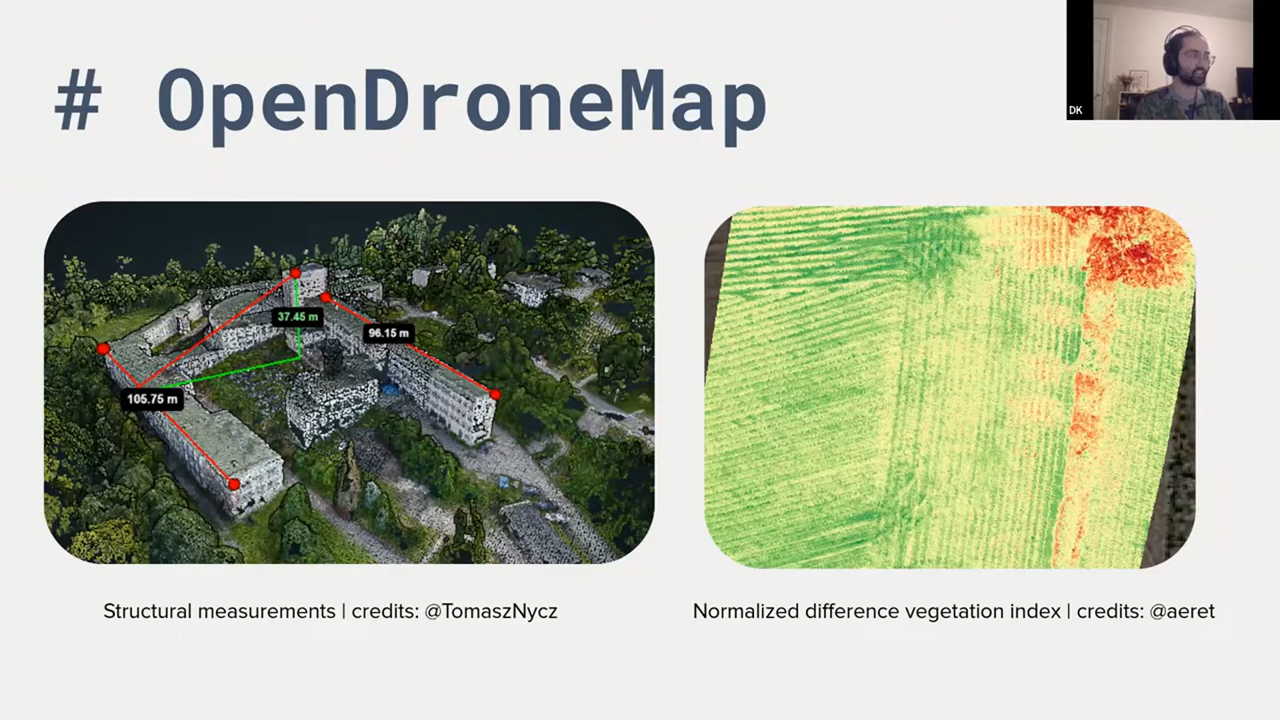 # OpenDroneMap
DK
37.45 m
96.15 m
105.75 m
Structural measurements | credits: @TomaszNycz
Normalized difference vegetation index | credits: @aeret